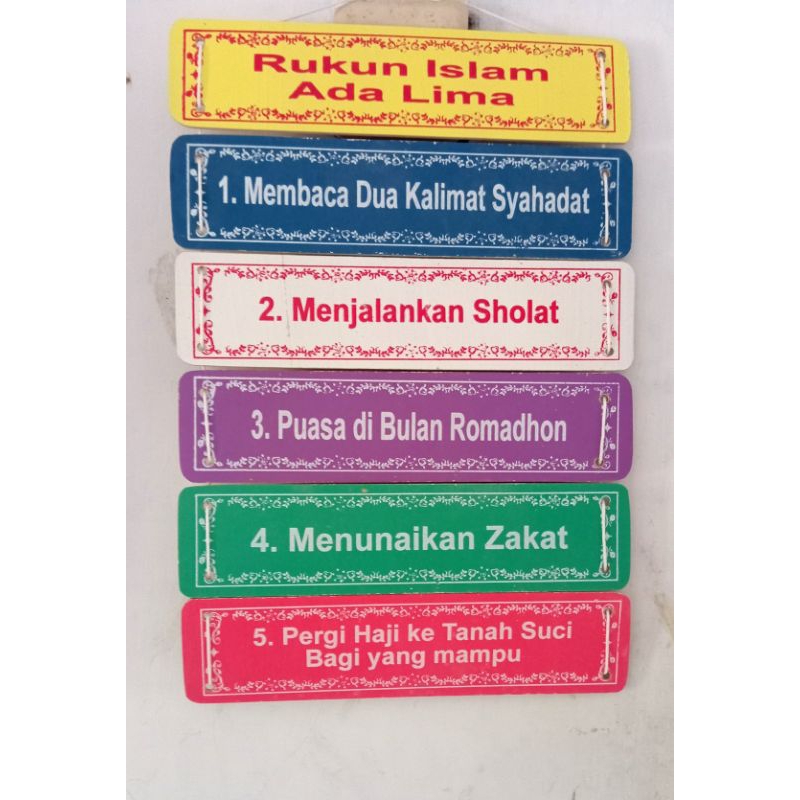 Rukun Islam
Ada Lima
1. Membaca Dua Kalimat Syahadat
2. Menjalankan Sholat
3. Puasa di Bulan Romadhon
4. Menunaikan Zakat
5. Pergi Haji ke Tanah Suci
Bagi yang mampu